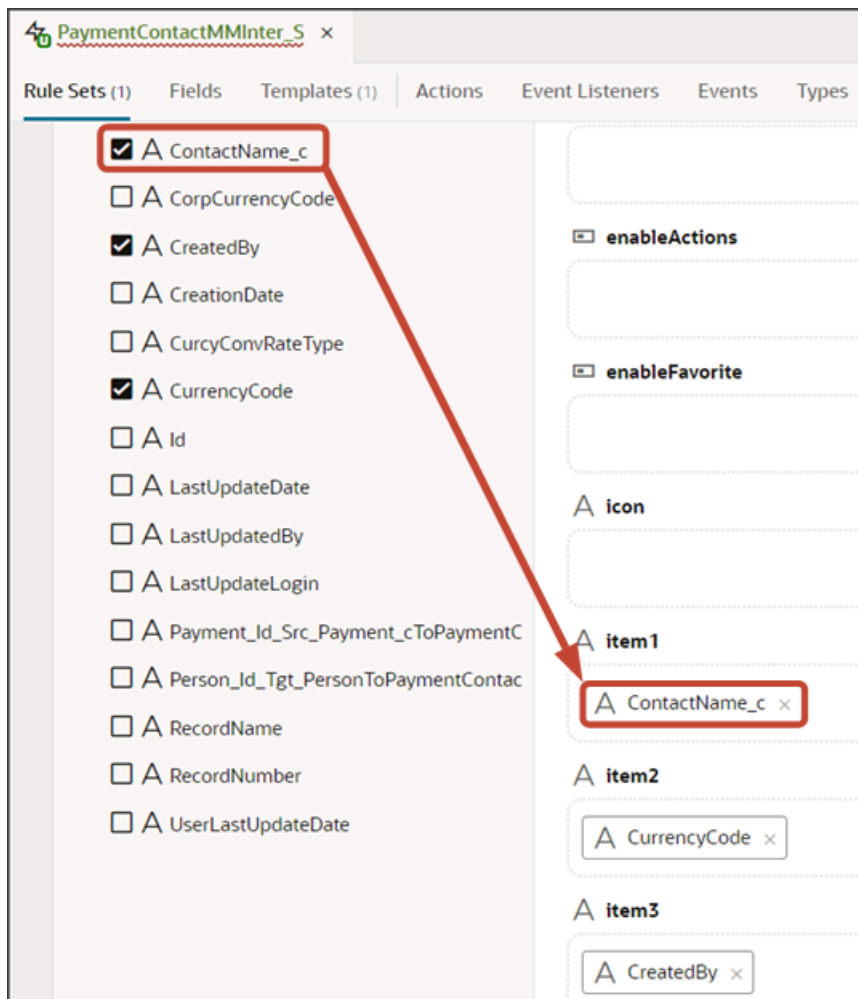 PaymentContactMMInter_S ×
Rule Sets (1) Fields Templates (1) Actions Event Listeners Events Types
A ContactName_c
A CorpCurrencyCode
A CreatedBy
A CreationDate
A CurcyConvRateType
A CurrencyCode
A Id
A LastUpdateDate
A LastUpdatedBy
A LastUpdateLogin
A Payment_Id_Src_Payment_cToPaymentC
A Person_Id_Tgt_PersonToPaymentContac
A RecordName
A RecordNumber
A UserLastUpdateDate
enableActions
enableFavorite
A icon
A item1
A ContactName_c ×
A item2
A CurrencyCode ×
A item3
A CreatedBy ×